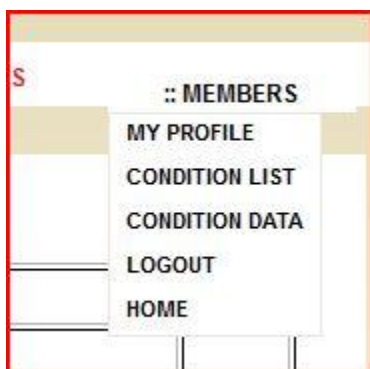 S
:: MEMBERS
MY PROFILE
CONDITION LIST
CONDITION DATA
LOGOUT
HOME